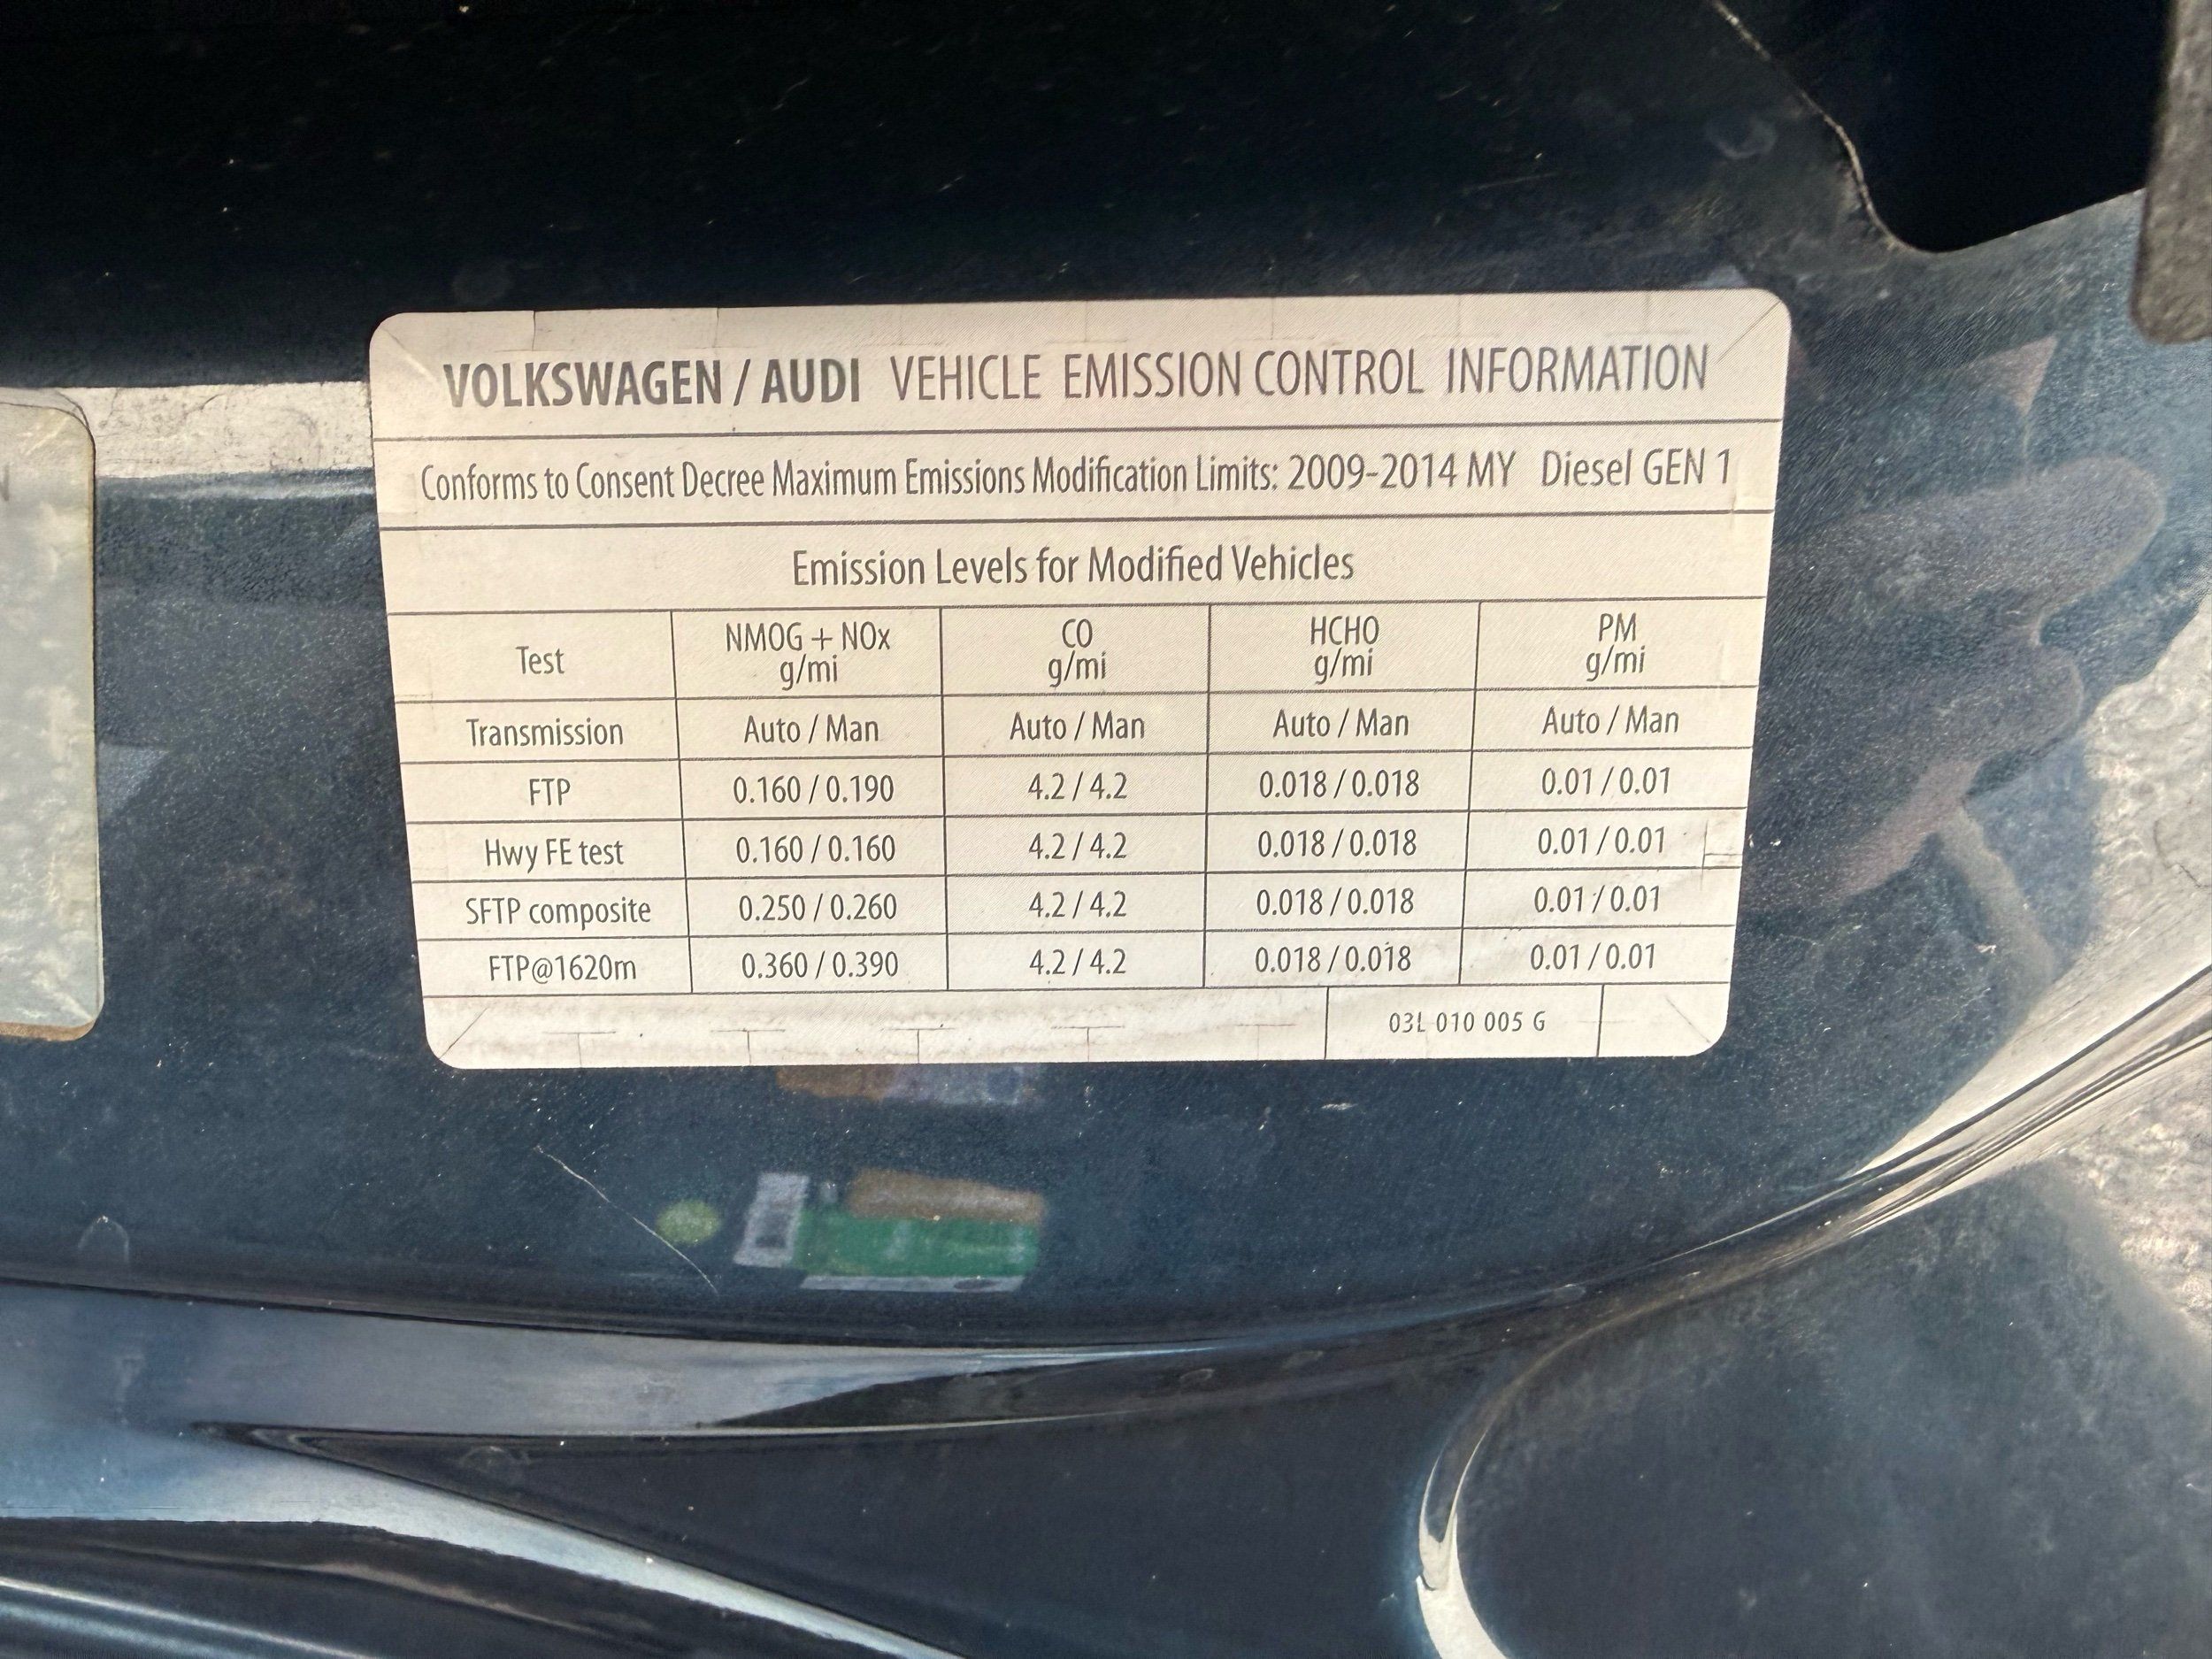 VOLKSWAGEN / AUDI VEHICLE EMISSION CONTROL INFORMATION
Conforms to Consent Decree Maximum Emissions Modification Limits: 2009-2014 MY Diesel GEN 1
Emission Levels for Modified Vehicles
Test NMOG + NOx g/mi CO g/mi HCHO g/mi PM g/mi
Transmission Auto / Man Auto / Man Auto / Man Auto / Man
FTP 0.160 / 0.190 4.2 / 4.2 0.018 / 0.018 0.01 / 0.01
Hwy FE test 0.160 / 0.160 4.2 / 4.2 0.018 / 0.018 0.01 / 0.01
SFTP composite 0.250 / 0.260 4.2 / 4.2 0.018 / 0.018 0.01 / 0.01
FTP@1620m 0.360 / 0.390 4.2 / 4.2 0.018 / 0.018 0.01 / 0.01
03L 010 005 G